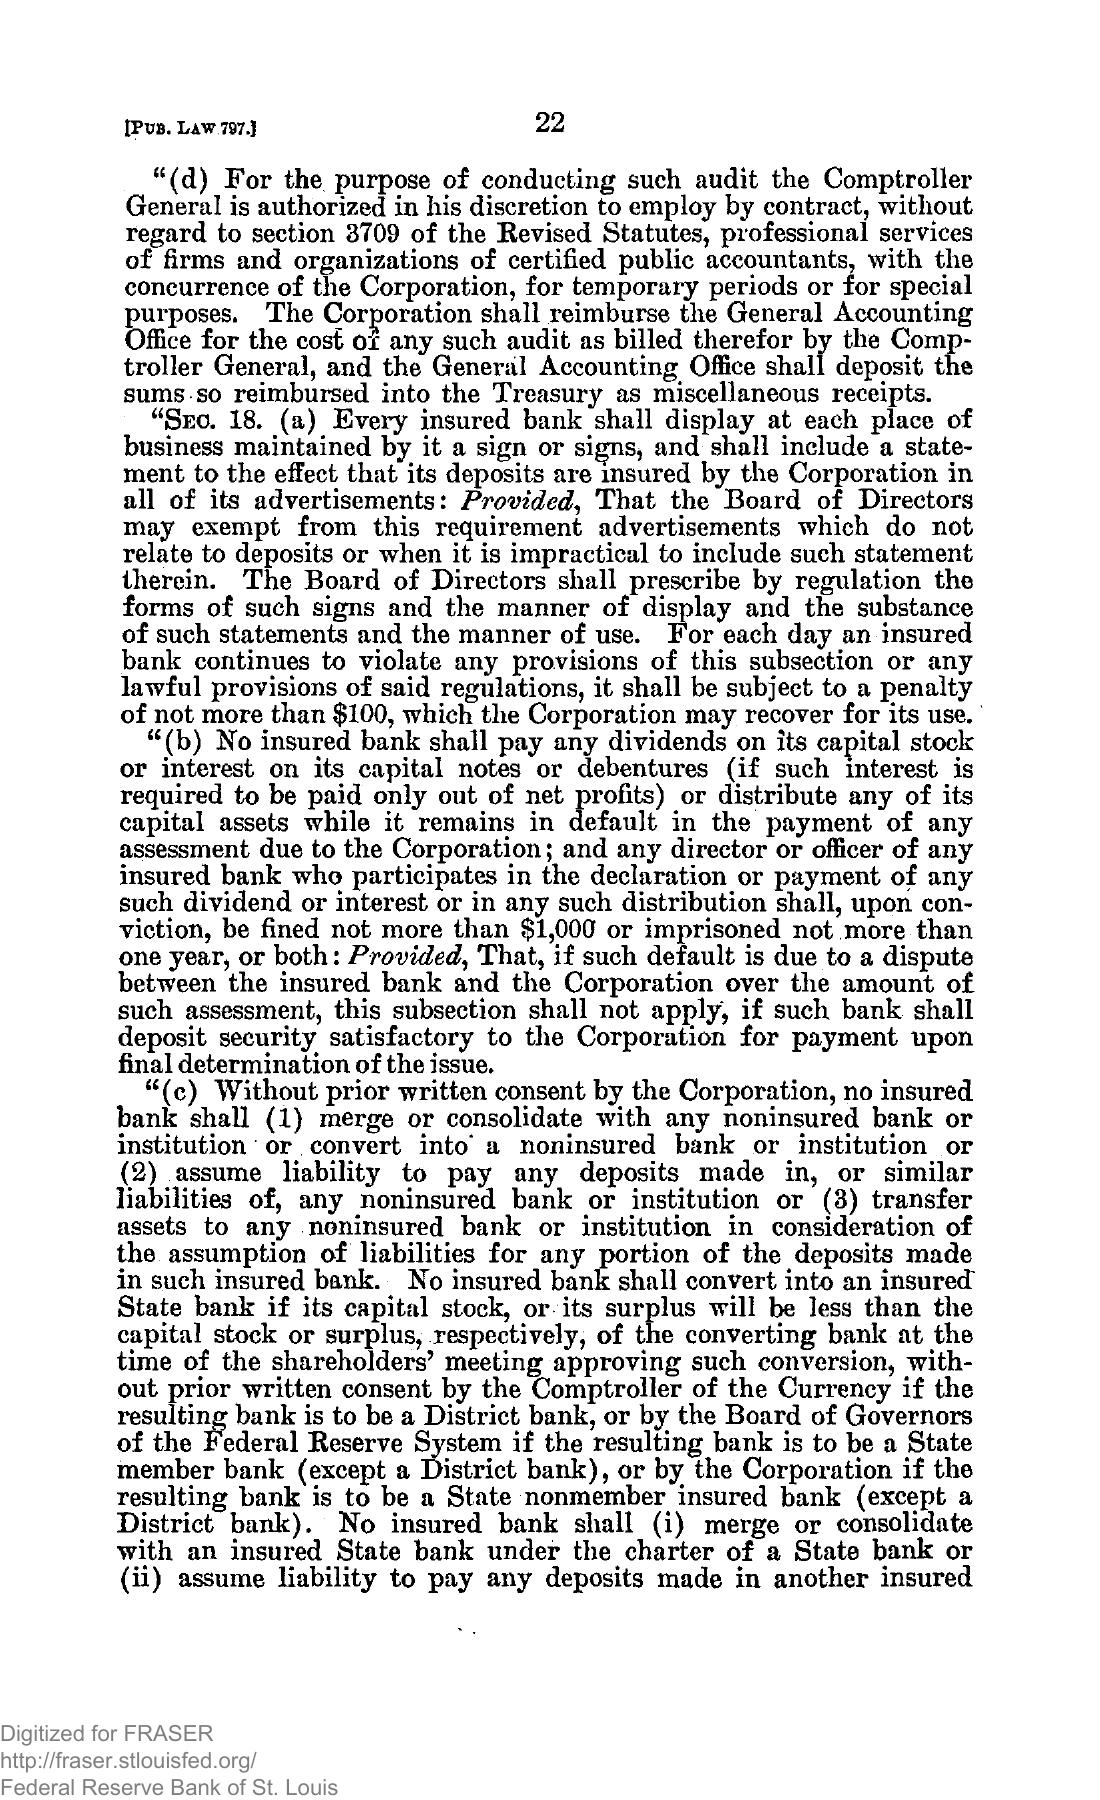 [PUB. LAW 797.]
22
“(d) For the purpose of conducting such audit the Comptroller
General is authorized in his discretion to employ by contract, without
regard to section 3709 of the Revised Statutes, professional services
of firms and organizations of certified public accountants, with the
concurrence of the Corporation, for temporary periods or for special
purposes. The Corporation shall reimburse the General Accounting
Office for the cost of any such audit as billed therefor by the Comp-
troller General, and the General Accounting Office shall deposit the
sums so reimbursed into the Treasury as miscellaneous receipts.
“SEC. 18. (a) Every insured bank shall display at each place of
business maintained by it a sign or signs, and shall include a state-
ment to the effect that its deposits are insured by the Corporation in
all of its advertisements: Provided, That the Board of Directors
may exempt from this requirement advertisements which do not
relate to deposits or when it is impractical to include such statement
therein. The Board of Directors shall prescribe by regulation the
forms of such signs and the manner of display and the substance
of such statements and the manner of use. For each day an insured
bank continues to violate any provisions of this subsection or any
lawful provisions of said regulations, it shall be subject to a penalty
of not more than $100, which the Corporation may recover for its use.
“(b) No insured bank shall pay any dividends on its capital stock
or interest on its capital notes or debentures (if such interest is
required to be paid only out of net profits) or distribute any of its
capital assets while it remains in default in the payment of any
assessment due to the Corporation; and any director or officer of any
insured bank who participates in the declaration or payment of any
such dividend or interest or in any such distribution shall, upon con-
viction, be fined not more than $1,000 or imprisoned not more than
one year, or both: Provided, That, if such default is due to a dispute
between the insured bank and the Corporation over the amount of
such assessment, this subsection shall not apply, if such bank shall
deposit security satisfactory to the Corporation for payment upon
final determination of the issue.
“(c) Without prior written consent by the Corporation, no insured
bank shall (1) merge or consolidate with any noninsured bank or
institution or convert into a noninsured bank or institution or
(2) assume liability to pay any deposits made in, or similar
liabilities of, any noninsured bank or institution or (3) transfer
assets to any noninsured bank or institution in consideration of
the assumption of liabilities for any portion of the deposits made
in such insured bank. No insured bank shall convert into an insured
State bank if its capital stock, or its surplus will be less than the
capital stock or surplus, respectively, of the converting bank at the
time of the shareholders’ meeting approving such conversion, with-
out prior written consent by the Comptroller of the Currency if the
resulting bank is to be a District bank, or by the Board of Governors
of the Federal Reserve System if the resulting bank is to be a State
member bank (except a District bank), or by the Corporation if the
resulting bank is to be a State nonmember insured bank (except a
District bank). No insured bank shall (i) merge or consolidate
with an insured State bank under the charter of a State bank or
(ii) assume liability to pay any deposits made in another insured
Digitized for FRASER
http://fraser.stlouisfed.org/
Federal Reserve Bank of St. Louis